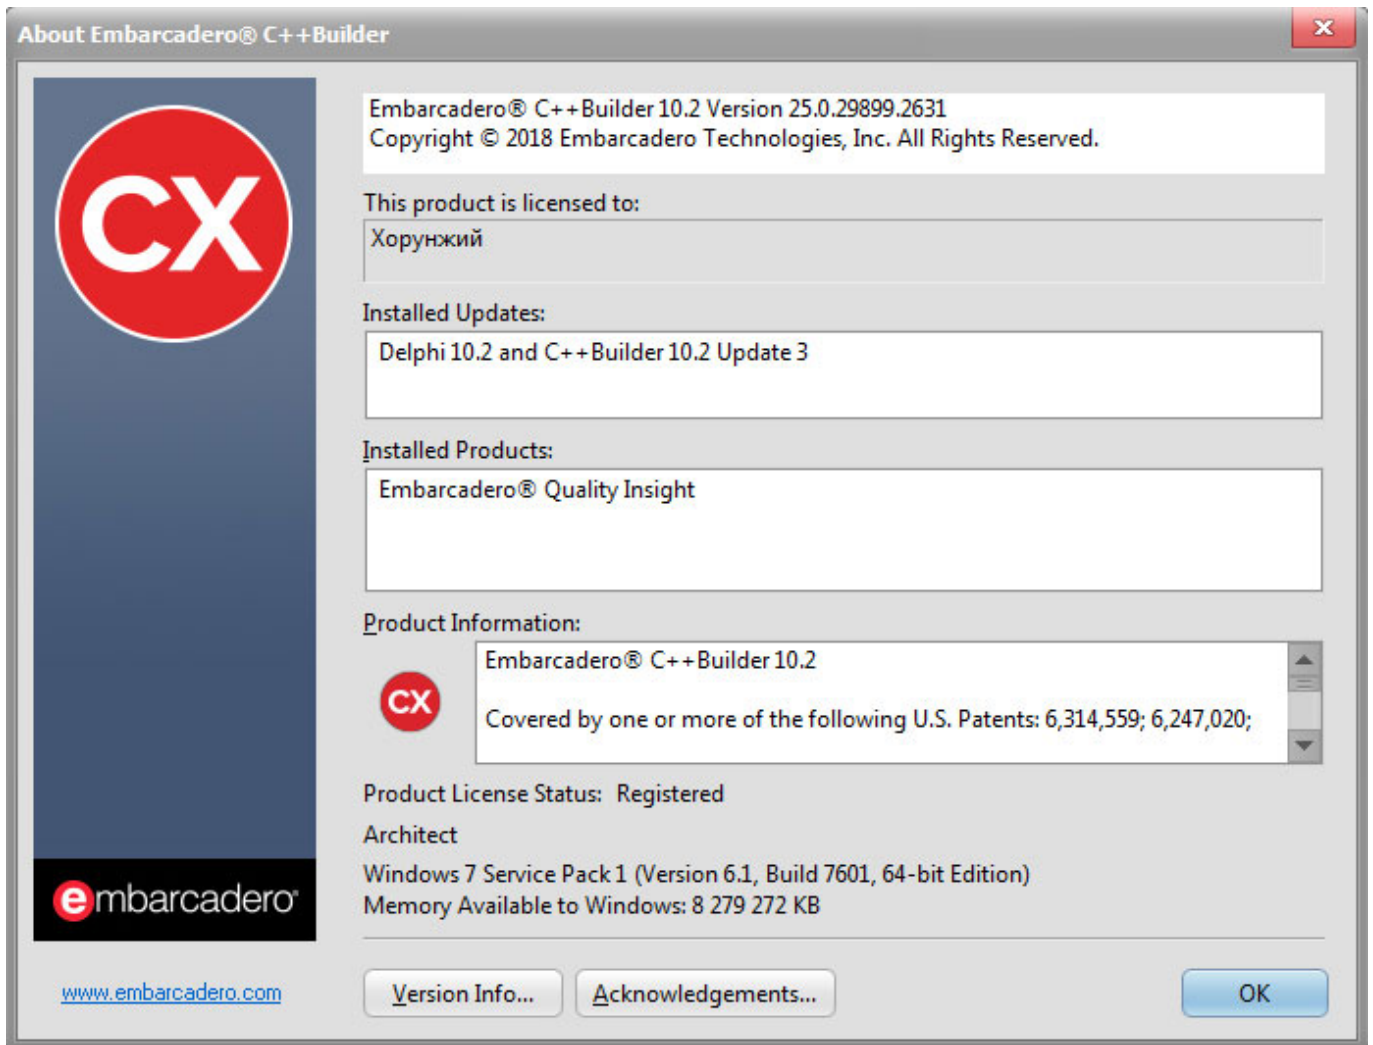 About Embarcadero® C++Builder
CX
Embarcadero® C++Builder 10.2 Version 25.0.29899.2631
Copyright © 2018 Embarcadero Technologies, Inc. All Rights Reserved.
This product is licensed to:
Хорунжий
Installed Updates:
Delphi 10.2 and C++Builder 10.2 Update 3
Installed Products:
Embarcadero® Quality Insight
Product Information:
CX
Embarcadero® C++Builder 10.2
Covered by one or more of the following U.S. Patents: 6,314,559; 6,247,020;
Product License Status: Registered
Architect
Windows 7 Service Pack 1 (Version 6.1, Build 7601, 64-bit Edition)
Memory Available to Windows: 8 279 272 KB
embarcadero®
www.embarcadero.com
Version Info...
Acknowledgements...
OK